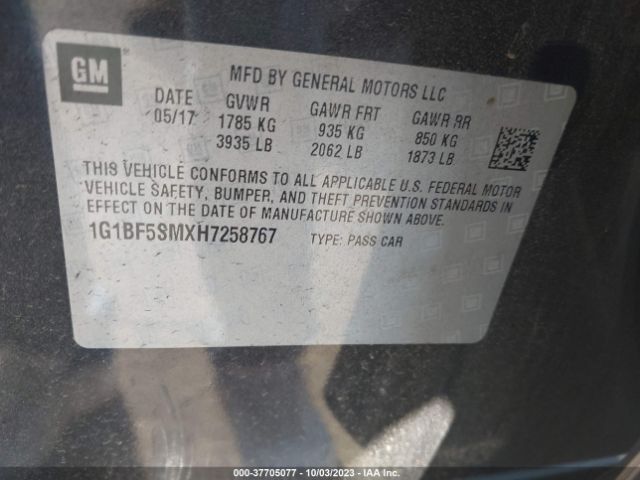 GM
MFD BY GENERAL MOTORS LLC
DATE GVWR GAWR FRT GAWR RR
05/17 1785 KG 935 KG 850 KG
3935 LB 2062 LB 1873 LB
THIS VEHICLE CONFORMS TO ALL APPLICABLE U.S. FEDERAL MOTOR
VEHICLE SAFETY, BUMPER, AND THEFT PREVENTION STANDARDS IN
EFFECT ON THE DATE OF MANUFACTURE SHOWN ABOVE.
1G1BF5SMXH7258767 TYPE: PASS CAR
000-37705077 - 10/03/2023 - IAA Inc.